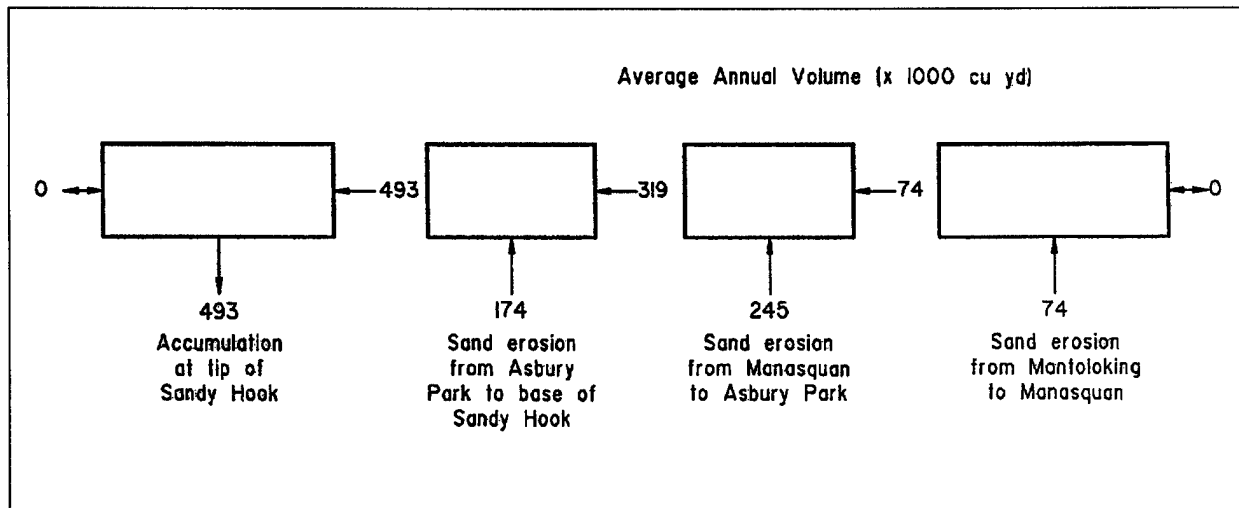 Average Annual Volume (x 1000 cu yd)
0
493
319
74
0
493
Accumulation
at tip of
Sandy Hook
174
Sand erosion
from Asbury
Park to base of
Sandy Hook
245
Sand erosion
from Manasquan
to Asbury Park
74
Sand erosion
from Mantoloking
to Manasquan